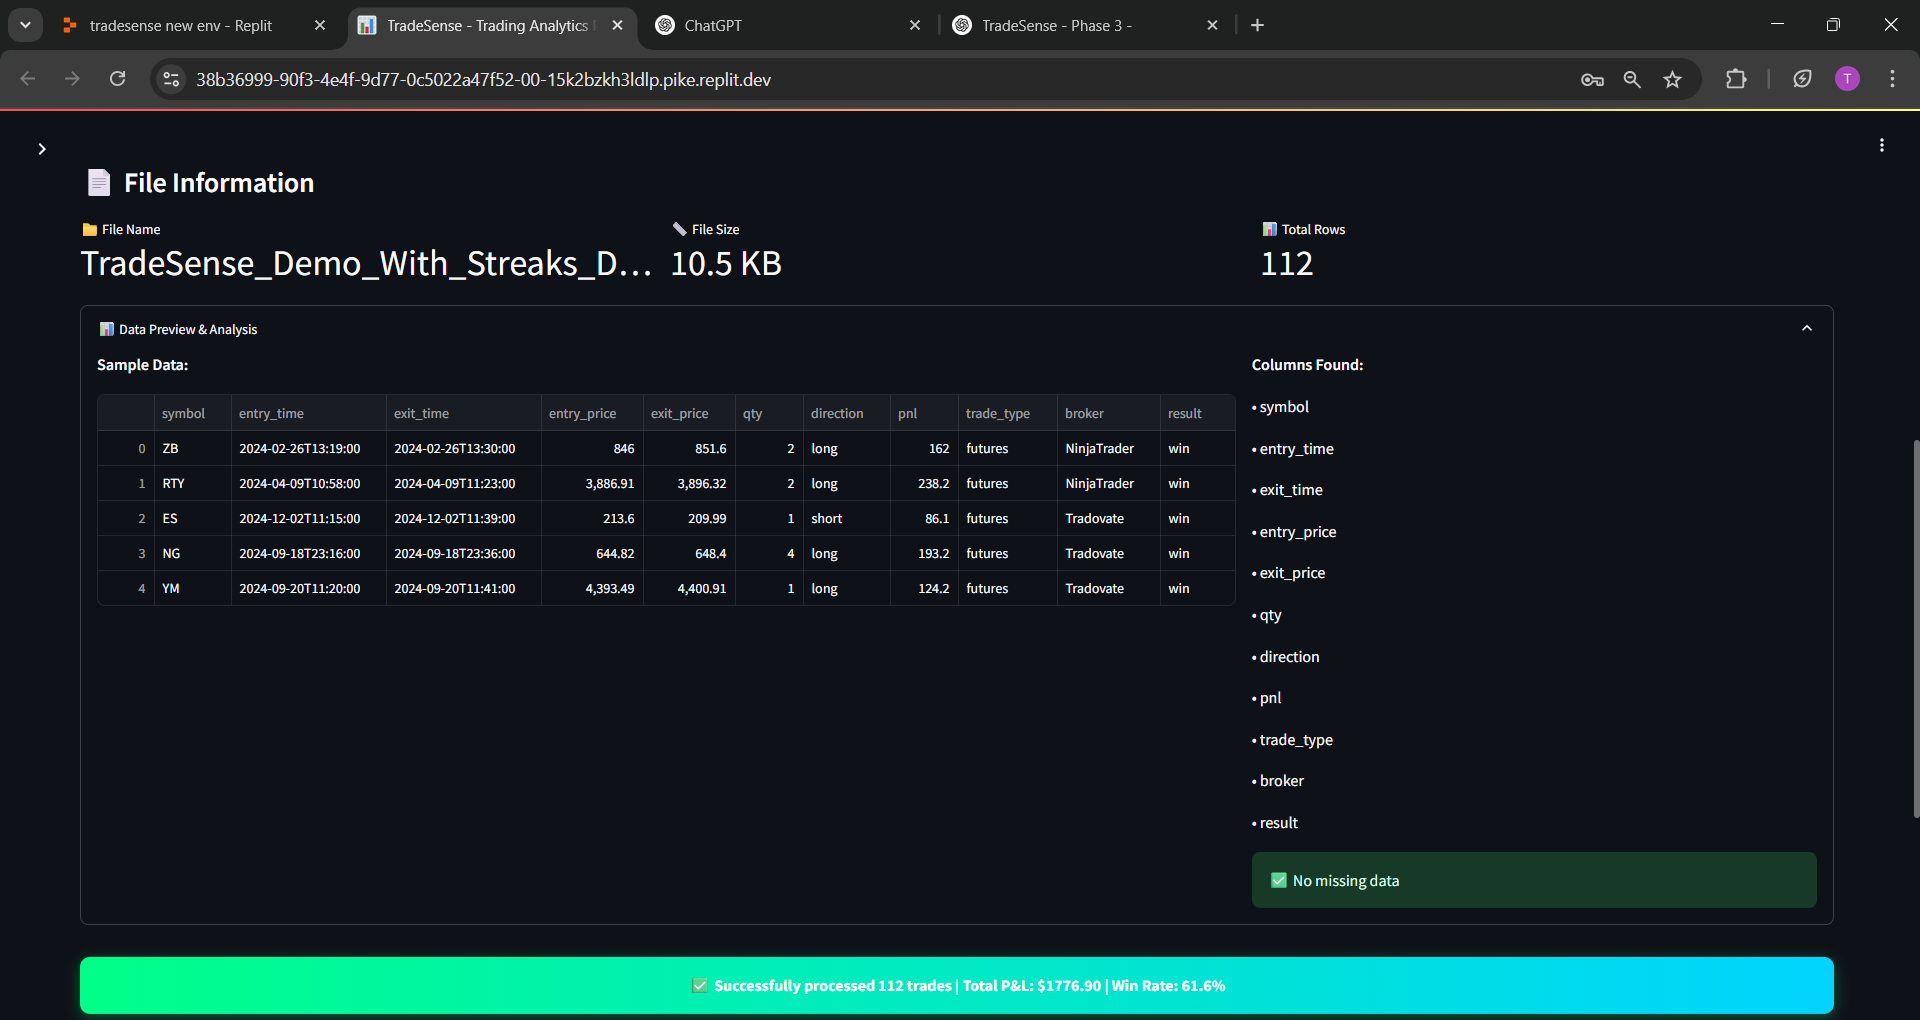 tradesense new env - Replit
TradeSense - Trading Analytics
ChatGPT
TradeSense - Phase 3 -
38b36999-90f3-4e4f-9d77-0c5022a47f52-00-15k2bzkh3ldlp.pike.replit.dev
T
File Information
File Name
File Size
Total Rows
TradeSense_Demo_With_Streaks_D...
10.5 KB
112
Data Preview & Analysis
Sample Data:
symbol entry_time exit_time entry_price exit_price qty direction pnl trade_type broker result
0 ZB 2024-02-26T13:19:00 2024-02-26T13:30:00 846 851.6 2 long 162 futures NinjaTrader win
1 RTY 2024-04-09T10:58:00 2024-04-09T11:23:00 3,886.91 3,896.32 2 long 238.2 futures NinjaTrader win
2 ES 2024-12-02T11:15:00 2024-12-02T11:39:00 213.6 209.99 1 short 86.1 futures Tradovate win
3 NG 2024-09-18T23:16:00 2024-09-18T23:36:00 644.82 648.4 4 long 193.2 futures Tradovate win
4 YM 2024-09-20T11:20:00 2024-09-20T11:41:00 4,393.49 4,400.91 1 long 124.2 futures Tradovate win
Columns Found:
• symbol
• entry_time
• exit_time
• entry_price
• exit_price
• qty
• direction
• pnl
• trade_type
• broker
• result
✅ No missing data
✅ Successfully processed 112 trades | Total P&L: $1776.90 | Win Rate: 61.6%